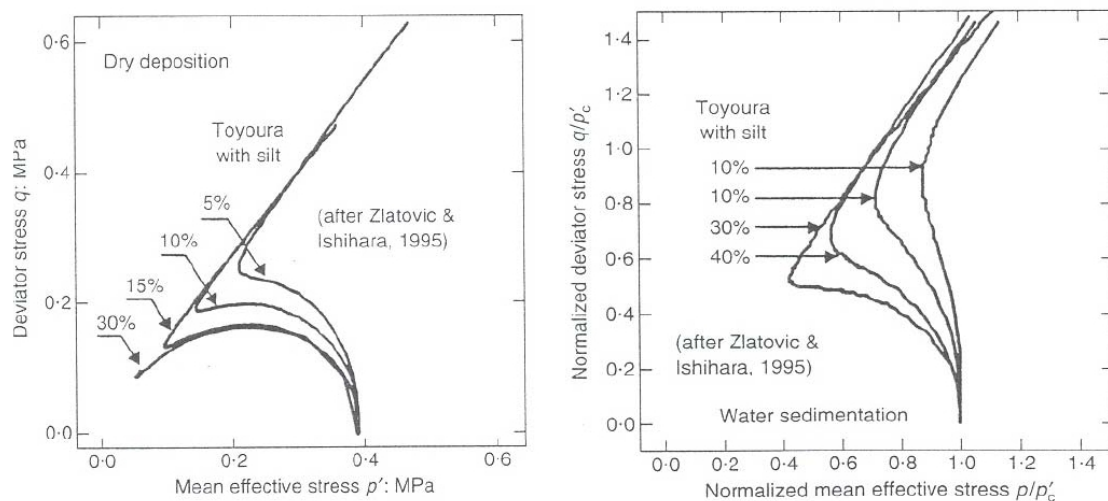 0·6
0·4
0·2
0·0
Deviator stress q: MPa
Dry deposition
Toyoura
with silt
5%
10%
15%
30%
(after Zlatovic &
Ishihara, 1995)
0·0 0·2 0·4 0·6
Mean effective stress p′: MPa
1·4
1·2
1·0
0·8
0·6
0·4
0·2
0·0
Normalized deviator stress q/p′c
Toyoura
with silt
10%
10%
30%
40%
(after Zlatovic &
Ishihara, 1995)
Water sedimentation
0·0 0·2 0·4 0·6 0·8 1·0 1·2 1·4
Normalized mean effective stress p/p′c